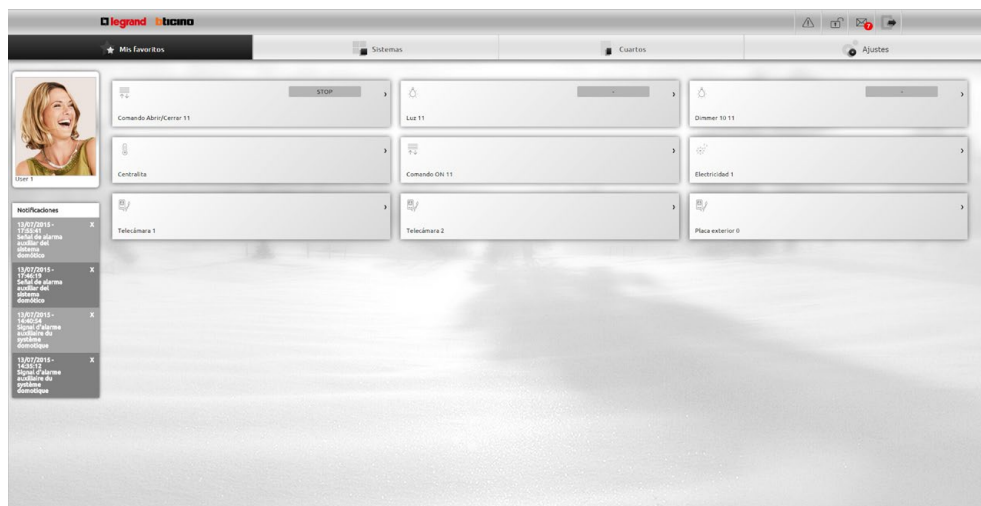 legrand bticino
7
Mis favoritos
Sistemas
Cuartos
Ajustes
User 1
STOP
Comando Abrir/Cerrar 11
-
Luz 11
-
Dimmer 10 11
Centralita
Comando ON 11
Electricidad 1
Telecámara 1
Telecámara 2
Placa exterior 0
Notificaciones
13/07/2015 - X
17:55:41
Señal de alarma
auxiliar del
sistema
domótico
13/07/2015 - X
17:46:19
Señal de alarma
auxiliar del
sistema
domótico
13/07/2015 - X
14:40:54
Signal d'alarme
auxiliaire du
système
domotique
13/07/2015 - X
14:35:12
Signal d'alarme
auxiliaire du
système
domotique